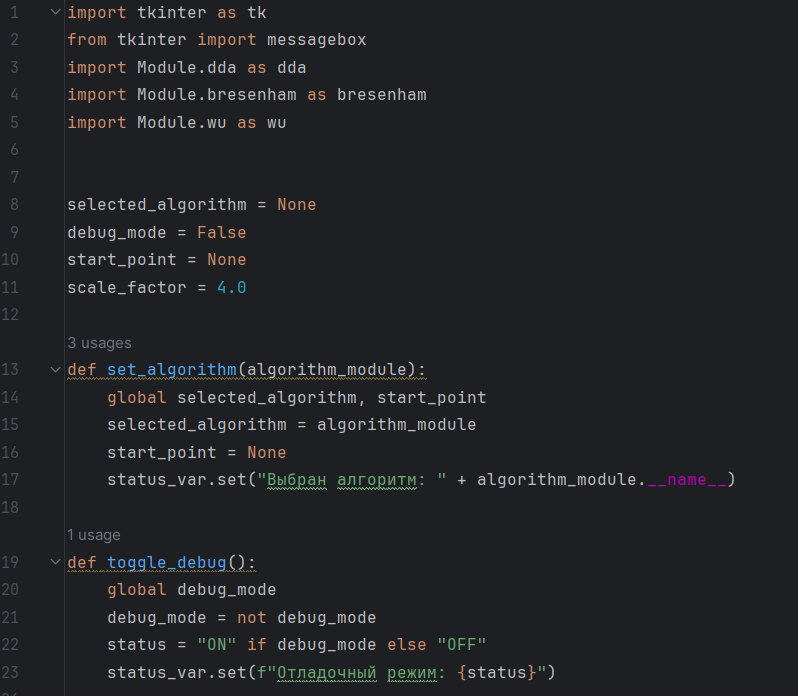 1 import tkinter as tk
2 from tkinter import messagebox
3 import Module.dda as dda
4 import Module.bresenham as bresenham
5 import Module.wu as wu
6
7
8 selected_algorithm = None
9 debug_mode = False
10 start_point = None
11 scale_factor = 4.0
12
3 usages
13 def set_algorithm(algorithm_module):
14 global selected_algorithm, start_point
15 selected_algorithm = algorithm_module
16 start_point = None
17 status_var.set("Выбран алгоритм: " + algorithm_module.__name__)
18
1 usage
19 def toggle_debug():
20 global debug_mode
21 debug_mode = not debug_mode
22 status = "ON" if debug_mode else "OFF"
23 status_var.set(f"Отладочный режим: {status}")